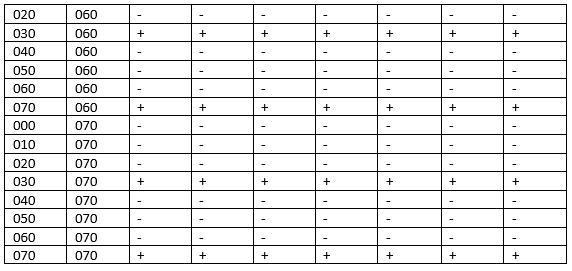 020 060 - - - - - - -
030 060 + + + + + + +
040 060 - - - - - - -
050 060 - - - - - - -
060 060 - - - - - - -
070 060 + + + + + + +
000 070 - - - - - - -
010 070 - - - - - - -
020 070 - - - - - - -
030 070 + + + + + + +
040 070 - - - - - - -
050 070 - - - - - - -
060 070 - - - - - - -
070 070 + + + + + + +